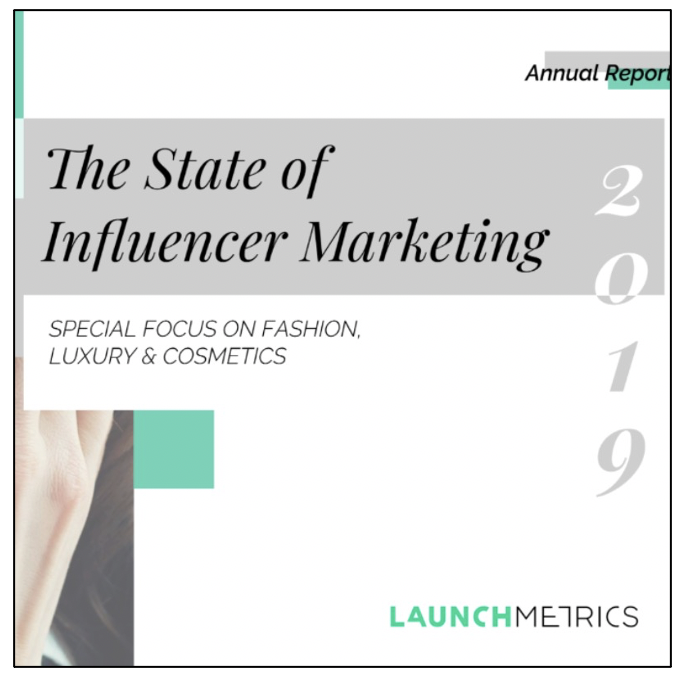 Annual Report
The State of
Influencer Marketing
2
0
1
9
SPECIAL FOCUS ON FASHION,
LUXURY & COSMETICS
LAUNCHMETRICS